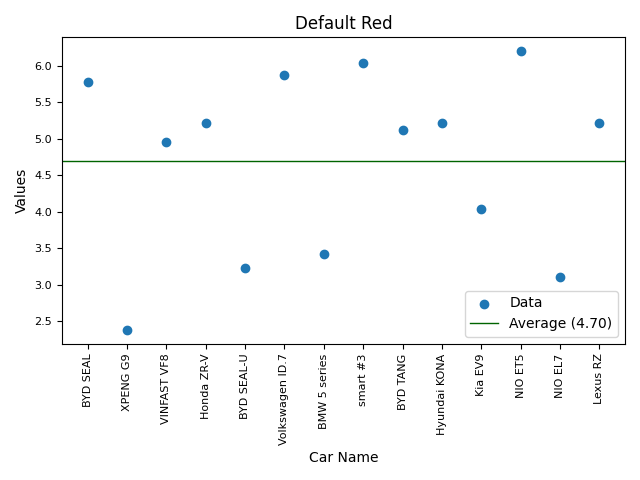 Default Red
Values
6.0
5.5
5.0
4.5
4.0
3.5
3.0
2.5
Data
Average (4.70)
BYD SEAL
XPENG G9
VINFAST VF8
Honda ZR-V
BYD SEAL-U
Volkswagen ID.7
BMW 5 series
smart #3
BYD TANG
Hyundai KONA
Kia EV9
NIO ET5
NIO EL7
Lexus RZ
Car Name